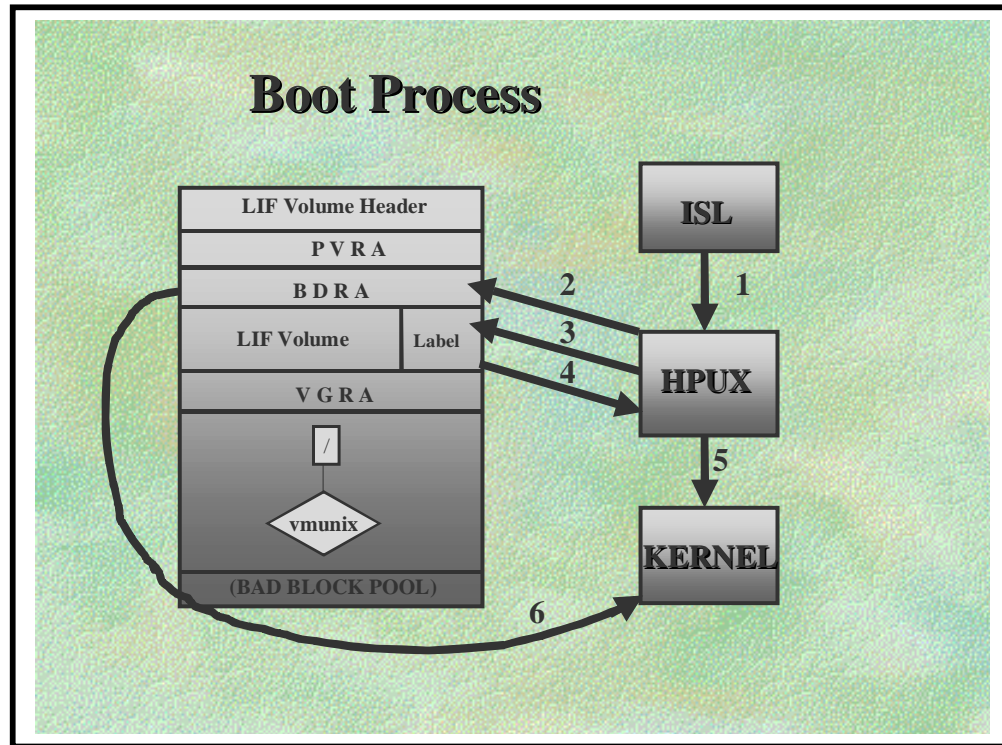 Boot Process
LIF Volume Header
P V R A
B D R A
LIF Volume
Label
V G R A
/
vmunix
(BAD BLOCK POOL)
ISL
1
2
3
4
HPUX
5
KERNEL
6